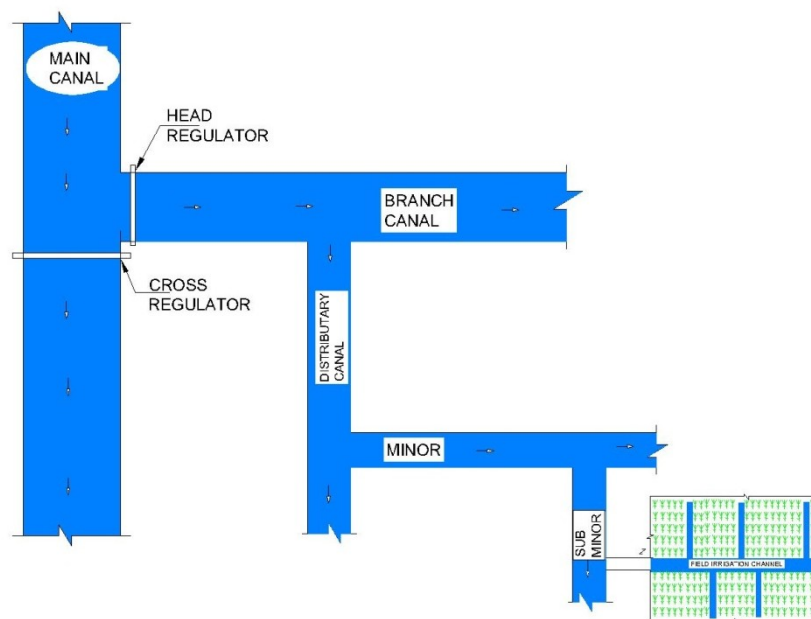 MAIN
CANAL
HEAD
REGULATOR
BRANCH
CANAL
CROSS
REGULATOR
DISTRIBUTARY
CANAL
MINOR
SUB
MINOR
FIELD IRRIGATION CHANNEL